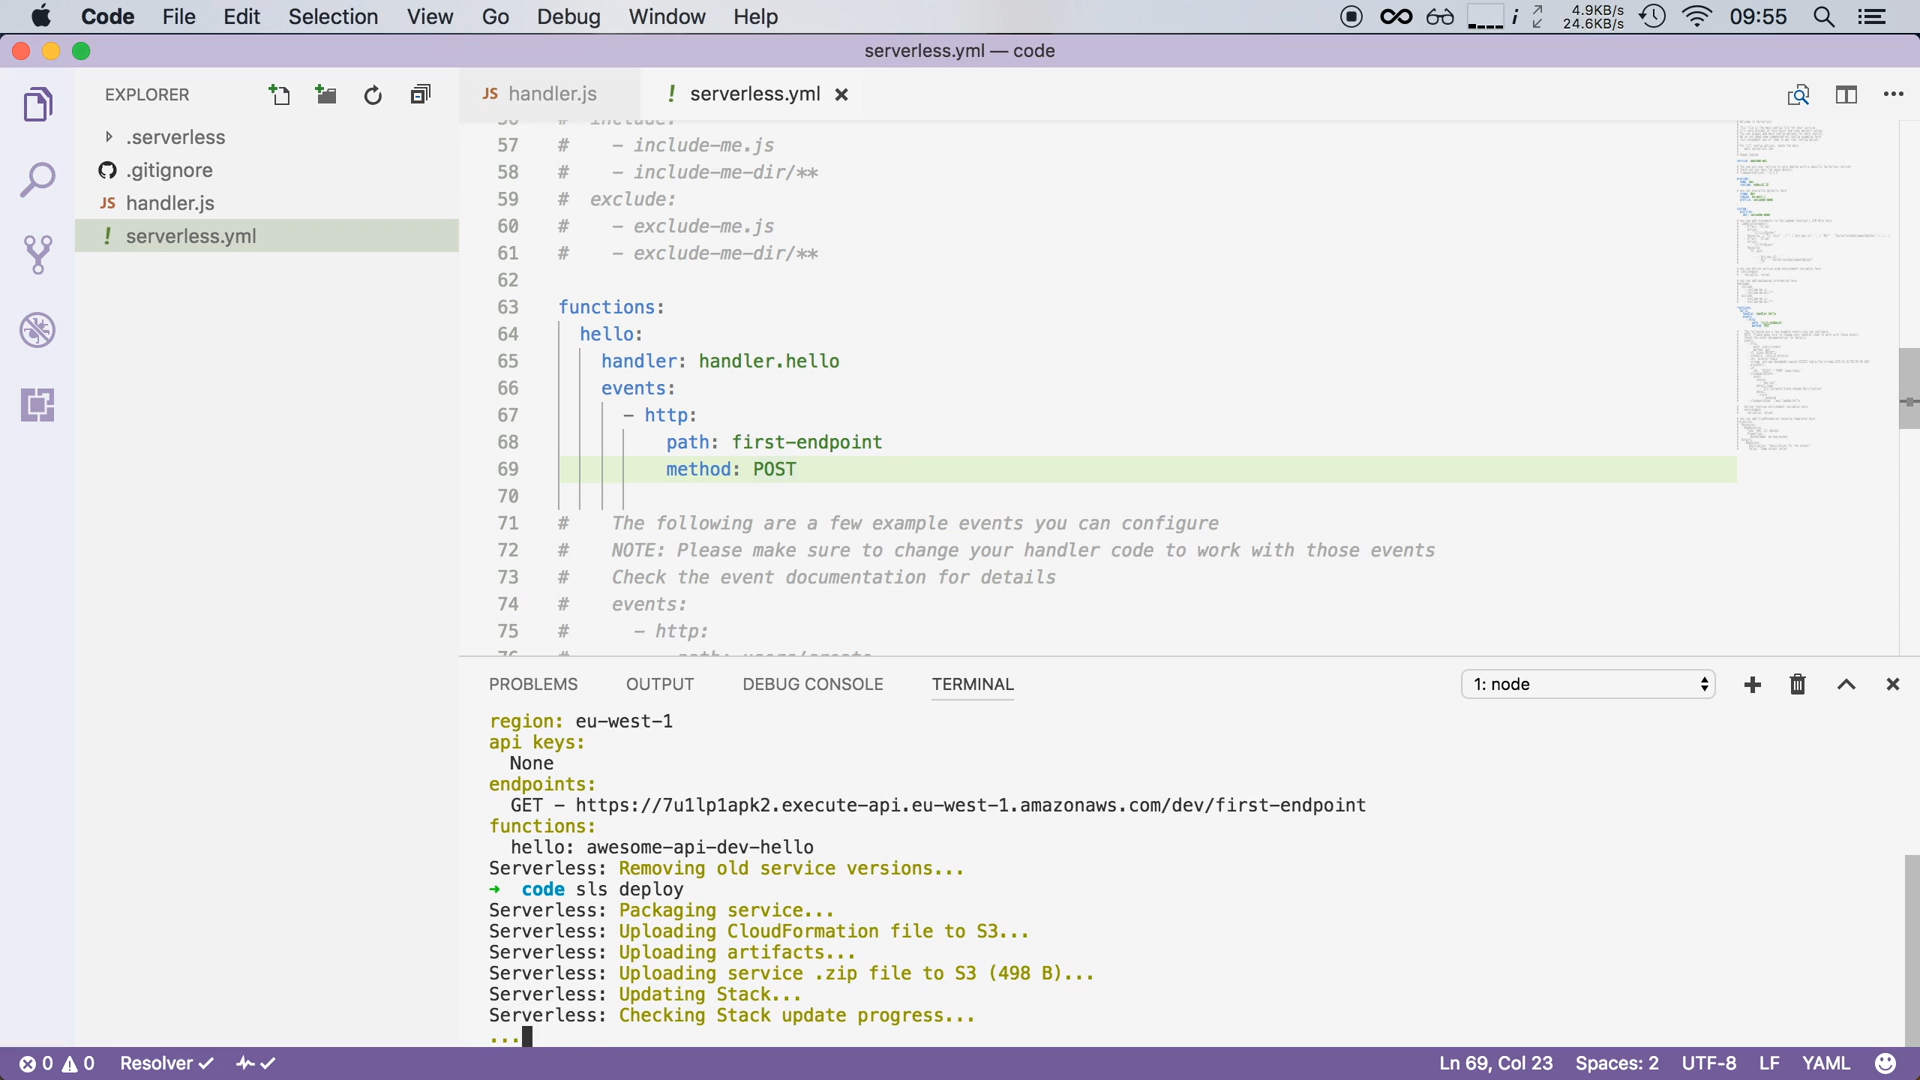 Code File Edit Selection View Go Debug Window Help
4.9KB/s
24.6KB/s
09:55
serverless.yml — code
EXPLORER
.serverless
.gitignore
JS handler.js
! serverless.yml
JS handler.js
! serverless.yml
57 # - include-me.js
58 # - include-me-dir/**
59 # exclude:
60 # - exclude-me.js
61 # - exclude-me-dir/**
62
63 functions:
64 hello:
65 handler: handler.hello
66 events:
67 - http:
68 path: first-endpoint
69 method: POST
70
71 # The following are a few example events you can configure
72 # NOTE: Please make sure to change your handler code to work with those events
73 # Check the event documentation for details
74 # events:
75 # - http:
PROBLEMS OUTPUT DEBUG CONSOLE TERMINAL
1: node
region: eu-west-1
api keys:
None
endpoints:
GET - https://7u1lp1apk2.execute-api.eu-west-1.amazonaws.com/dev/first-endpoint
functions:
hello: awesome-api-dev-hello
Serverless: Removing old service versions...
➜ code sls deploy
Serverless: Packaging service...
Serverless: Uploading CloudFormation file to S3...
Serverless: Uploading artifacts...
Serverless: Uploading service .zip file to S3 (498 B)...
Serverless: Updating Stack...
Serverless: Checking Stack update progress...
...
0 0 Resolver ✓ ✓
Ln 69, Col 23 Spaces: 2 UTF-8 LF YAML